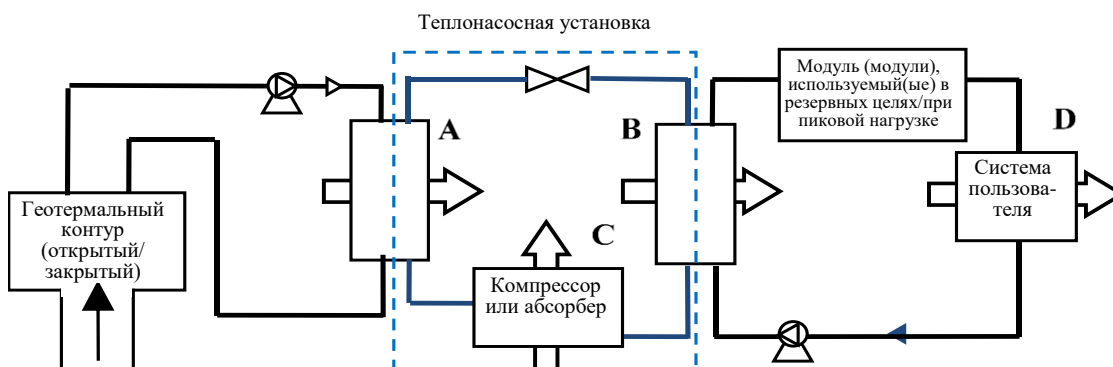 Теплонасосная установка
Модуль (модули),
используемый(ые) в
резервных целях/при
пиковой нагрузке
A
B
D
Система
пользова-
теля
Геотермальный
контур
(открытый/
закрытый)
C
Компрессор
или абсорбер